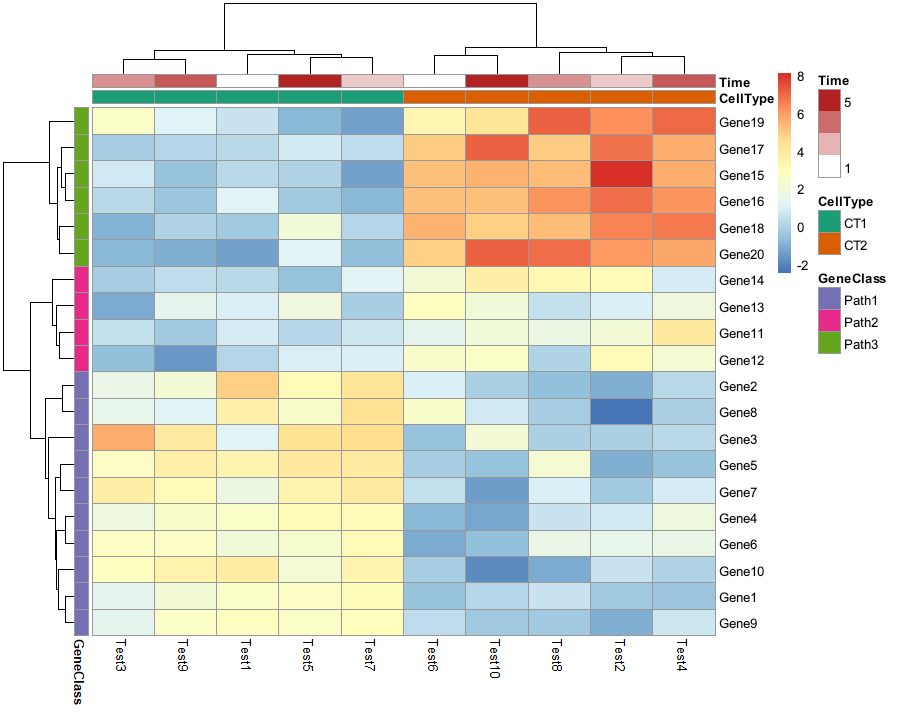 Time
CellType
Gene19
Gene17
Gene15
Gene16
Gene18
Gene20
Gene14
Gene13
Gene11
Gene12
Gene2
Gene8
Gene3
Gene5
Gene7
Gene4
Gene6
Gene10
Gene1
Gene9
GeneClass
Test3
Test9
Test1
Test5
Test7
Test6
Test10
Test8
Test2
Test4
8
6
4
2
0
-2
Time
5
1
CellType
CT1
CT2
GeneClass
Path1
Path2
Path3